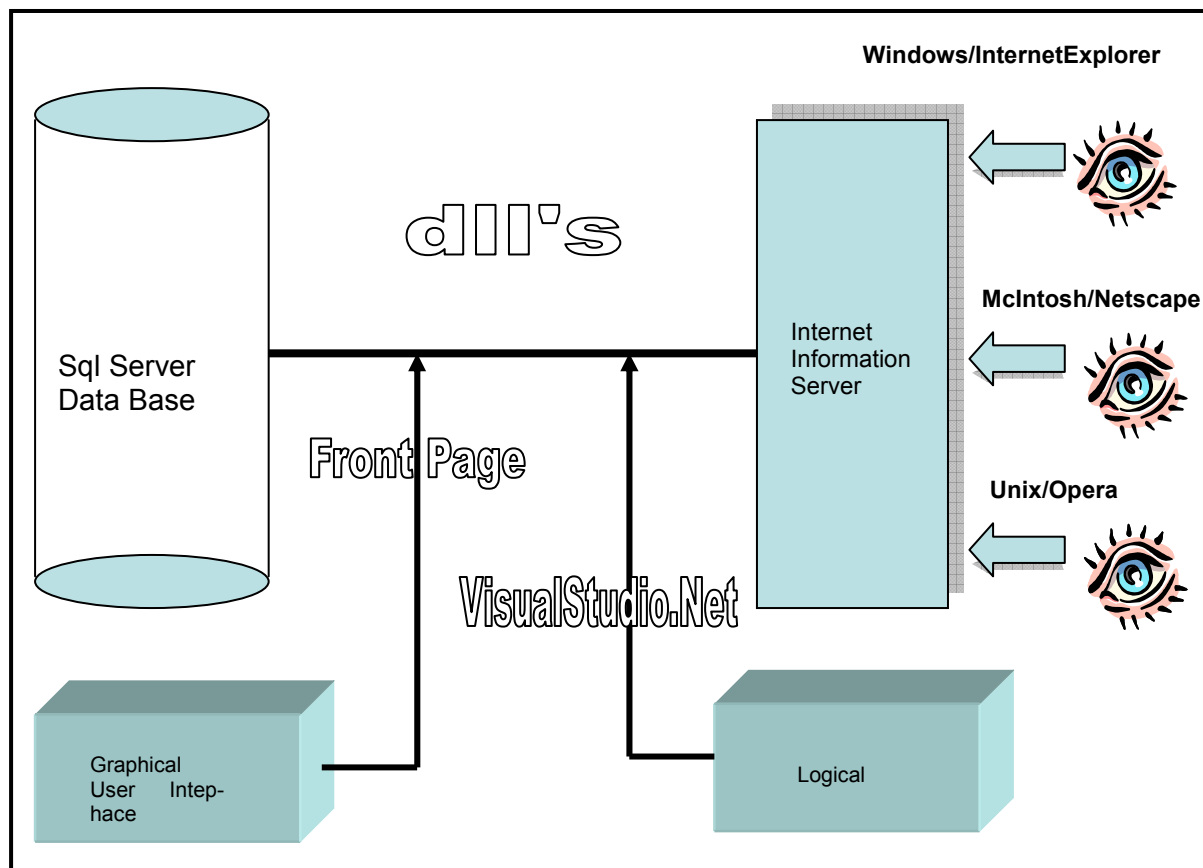 Windows/InternetExplorer
dll's
McIntosh/Netscape
Sql Server
Data Base
Internet
Information
Server
Front Page
Unix/Opera
VisualStudio.Net
Graphical
User Intep-
hace
Logical